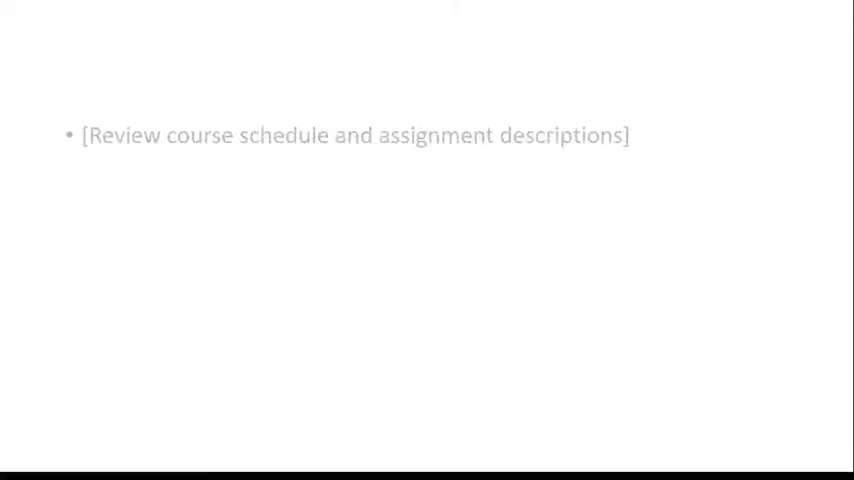 • [Review course schedule and assignment descriptions]